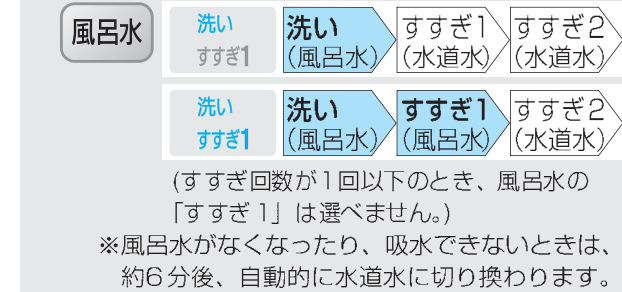 風呂水
洗い
すすぎ1
洗い
(風呂水)
すすぎ1
(水道水)
すすぎ2
(水道水)
洗い
すすぎ1
洗い
(風呂水)
すすぎ1
(風呂水)
すすぎ2
(水道水)
(すすぎ回数が1回以下のとき、風呂水の
「すすぎ1」は選べません。)
※風呂水がなくなったり、吸水できないときは、
約6分後、自動的に水道水に切り換わります。